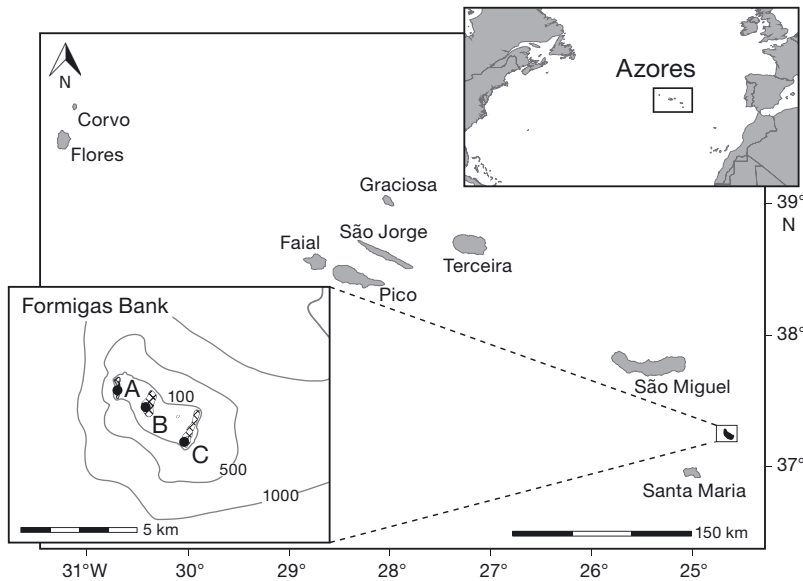 Azores
N
Corvo
Flores
Graciosa
39°
N
São Jorge
Faial
Terceira
Pico
Formigas Bank
38°
A
100
São Miguel
B
C
500
37°
1000
Santa Maria
5 km
150 km
31°W
30°
29°
28°
27°
26°
25°